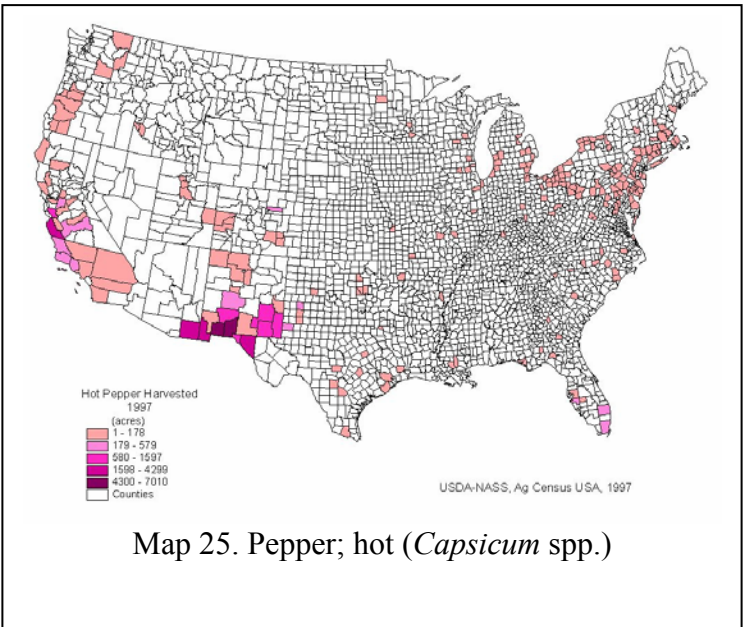 Hot Pepper Harvested
1997
(acres)
1 - 178
179 - 579
580 - 1597
1598 - 4299
4300 - 7010
Counties
USDA-NASS, Ag Census USA, 1997
Map 25. Pepper; hot (Capsicum spp.)